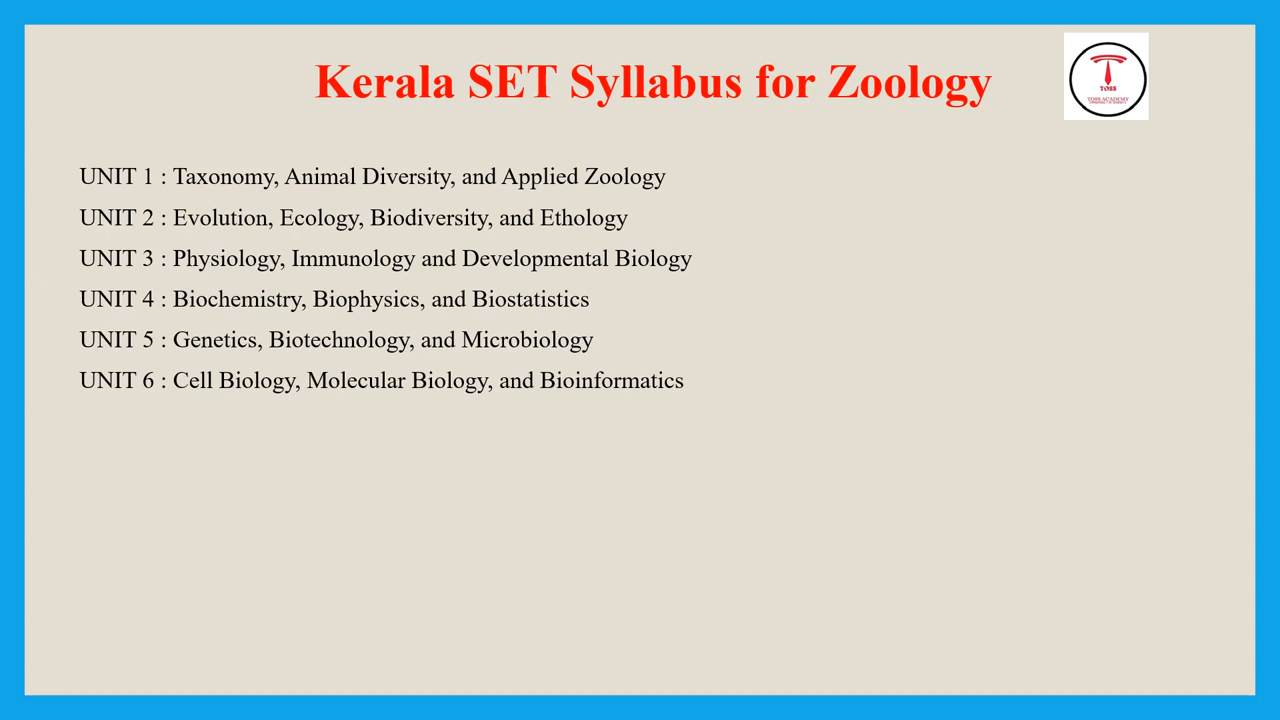 Kerala SET Syllabus for Zoology
TOSS
TOSS ACADEMY
UNIT 1 : Taxonomy, Animal Diversity, and Applied Zoology
UNIT 2 : Evolution, Ecology, Biodiversity, and Ethology
UNIT 3 : Physiology, Immunology and Developmental Biology
UNIT 4 : Biochemistry, Biophysics, and Biostatistics
UNIT 5 : Genetics, Biotechnology, and Microbiology
UNIT 6 : Cell Biology, Molecular Biology, and Bioinformatics